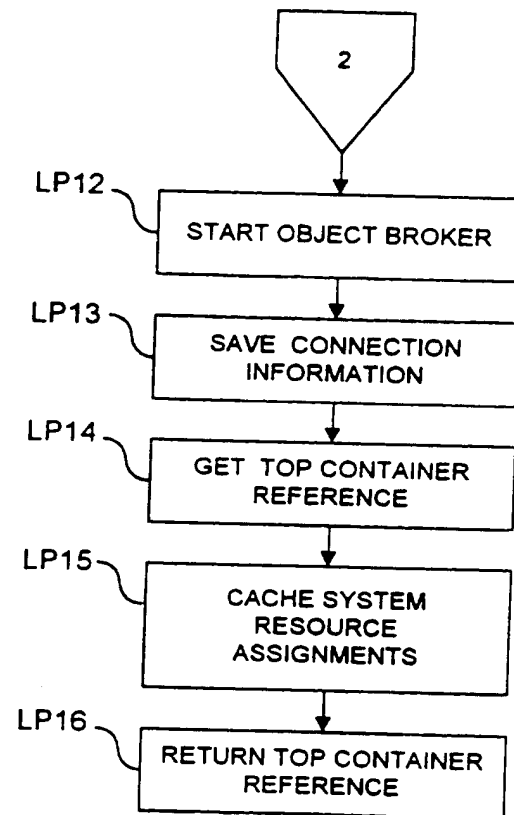 2
LP12
START OBJECT BROKER
LP13
SAVE CONNECTION
INFORMATION
LP14
GET TOP CONTAINER
REFERENCE
LP15
CACHE SYSTEM
RESOURCE
ASSIGNMENTS
LP16
RETURN TOP CONTAINER
REFERENCE